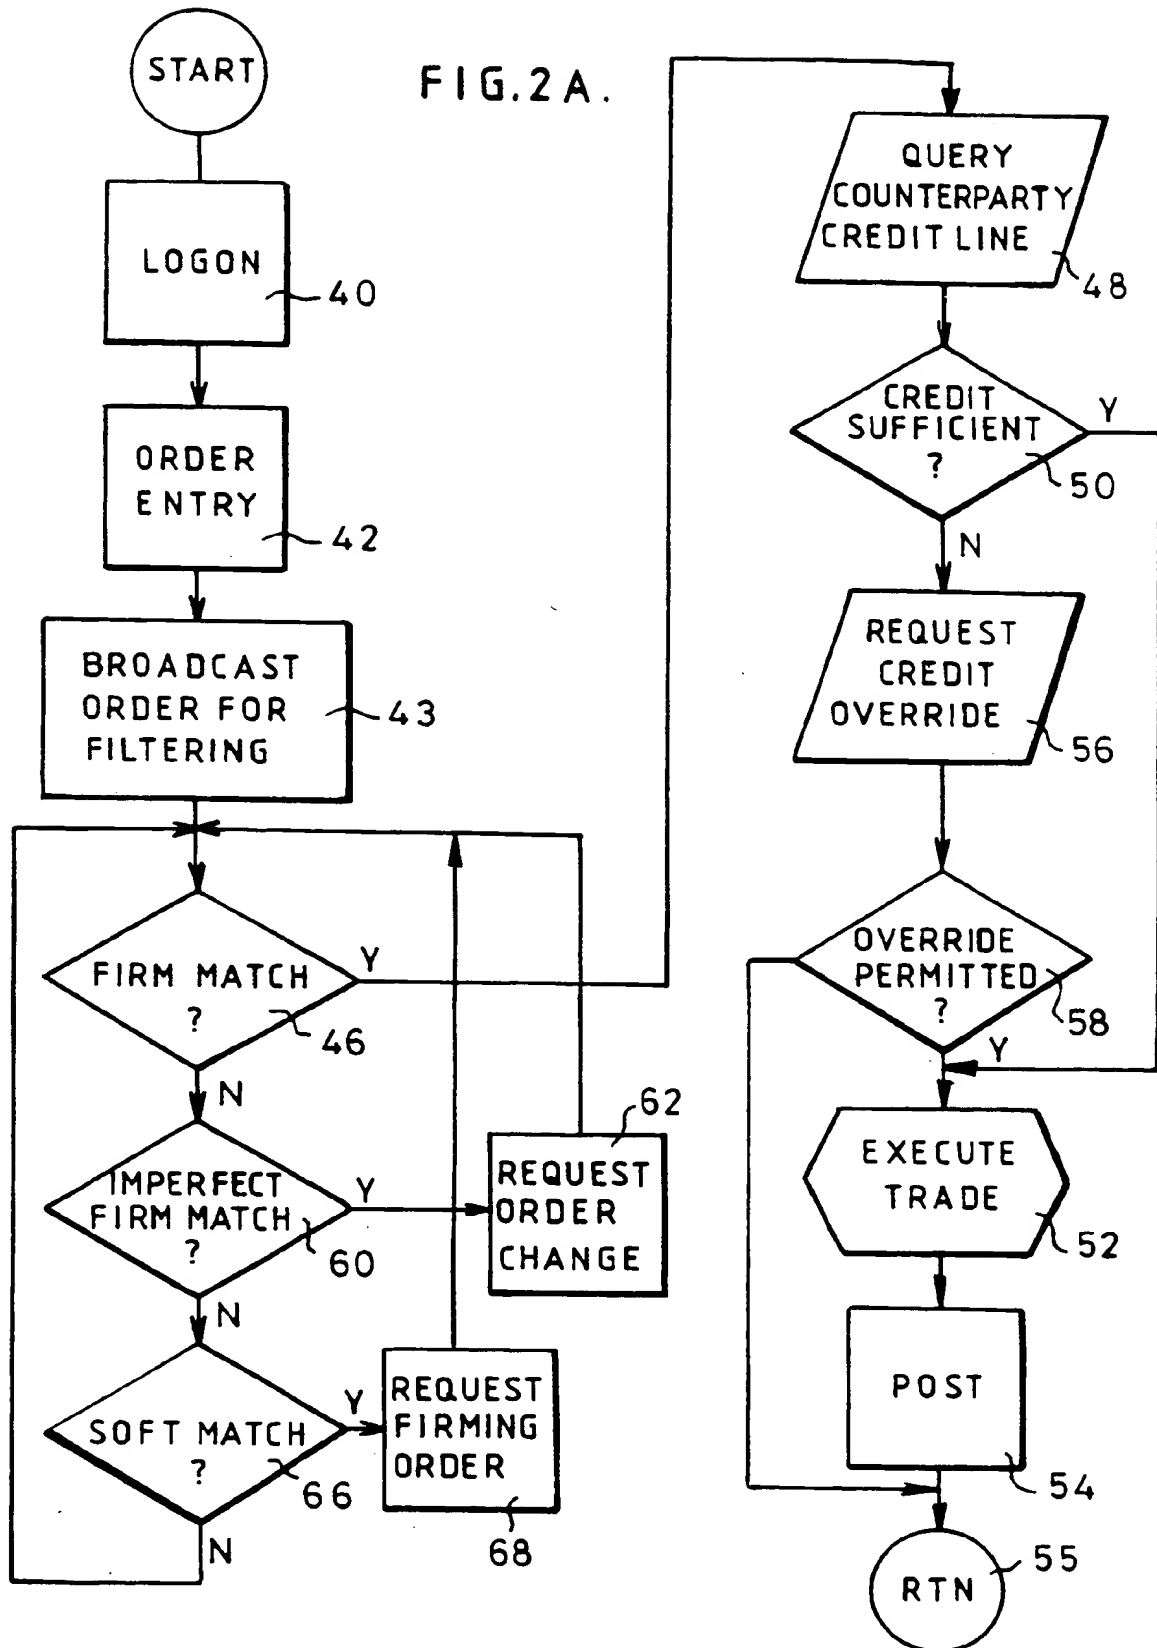 START
FIG.2A.
LOGON
40
ORDER
ENTRY
42
BROADCAST
ORDER FOR
FILTERING
43
FIRM MATCH
?
46
Y
N
IMPERFECT
FIRM MATCH
?
60
Y
N
62
REQUEST
ORDER
CHANGE
SOFT MATCH
?
66
Y
N
REQUEST
FIRMING
ORDER
68
QUERY
COUNTERPARTY
CREDIT LINE
48
CREDIT
SUFFICIENT
?
50
Y
N
REQUEST
CREDIT
OVERRIDE
56
OVERRIDE
PERMITTED
?
58
Y
EXECUTE
TRADE
52
POST
54
RTN
55